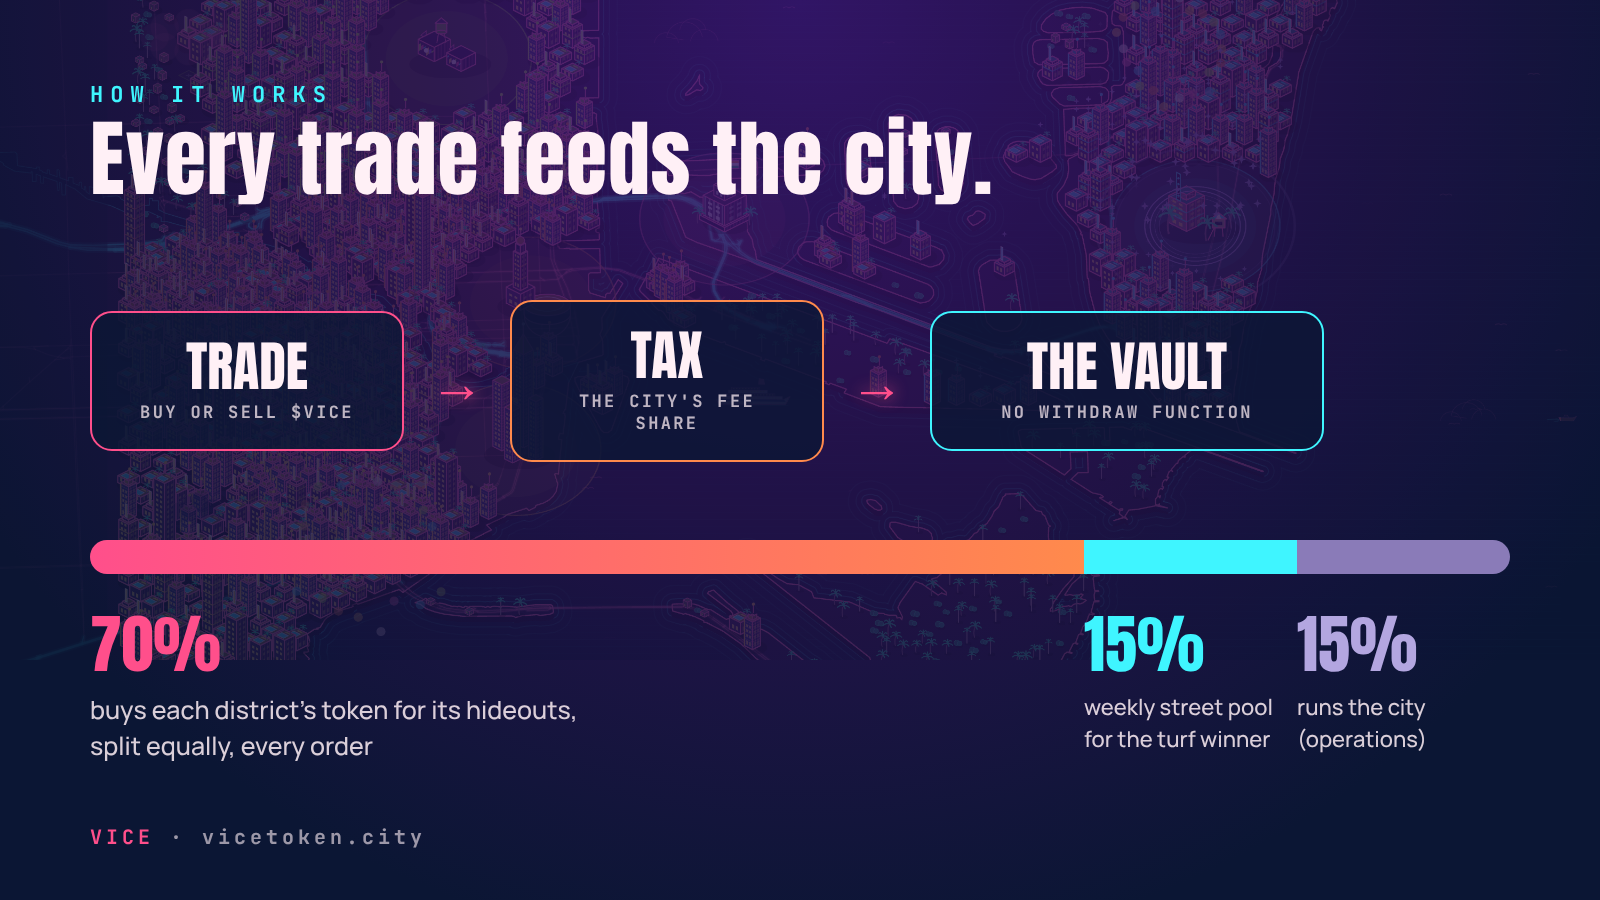 HOW IT WORKS
Every trade feeds the city.
TRADE
BUY OR SELL $VICE
→
TAX
THE CITY'S FEE
SHARE
→
THE VAULT
NO WITHDRAW FUNCTION
70%
buys each district's token for its hideouts,
split equally, every order
15%
weekly street pool
for the turf winner
15%
runs the city
(operations)
VICE · vicetoken.city